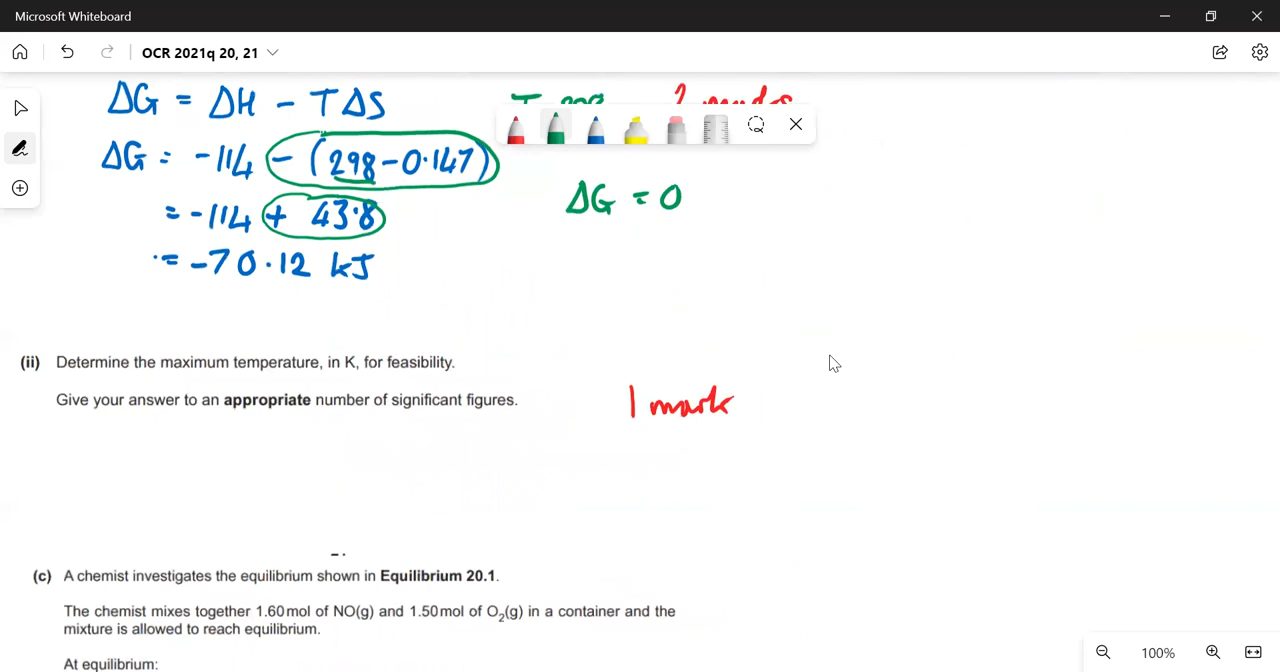 Microsoft Whiteboard
OCR 2021q 20, 21
ΔG = ΔH - TΔS
ΔG = -114 - (298-0.147)
= -114 + 43.8
= -70.12 kJ
ΔG = 0
(ii) Determine the maximum temperature, in K, for feasibility.
Give your answer to an appropriate number of significant figures.
1 mark
(c) A chemist investigates the equilibrium shown in Equilibrium 20.1.
The chemist mixes together 1.60 mol of NO(g) and 1.50 mol of O₂(g) in a container and the
mixture is allowed to reach equilibrium.
At equilibrium:
100%